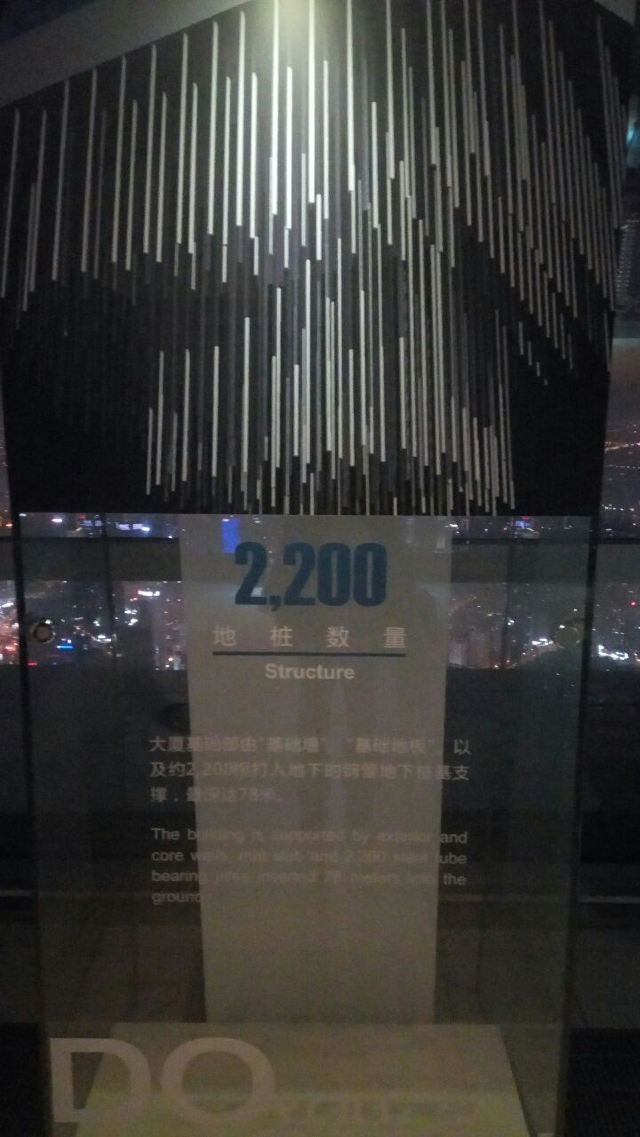 2,200
地桩数量
Structure
大厦基础部由"基础墙"、"基础地板"、以
及约2,200根打入地下的钢管地下桩基支
撑，最深达78米。
The building is supported by exterior and
core walls, mat slab and 2,200 steel tube
bearing piles inserted 78 meters into the
ground
DO